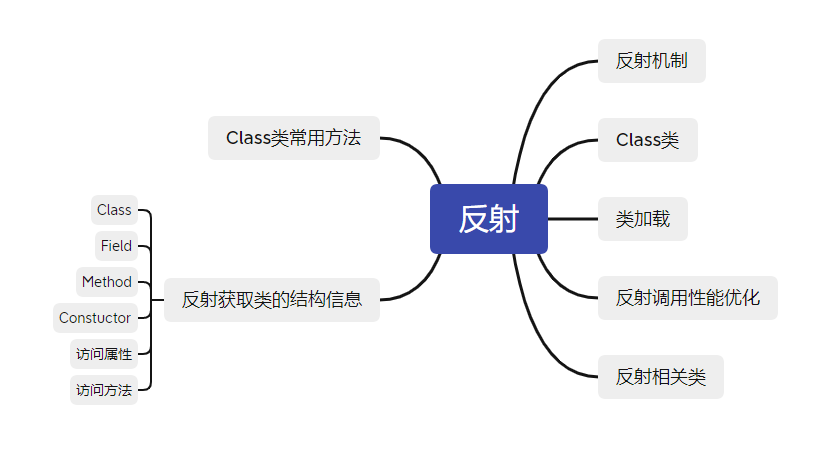 反射
反射机制
Class类
类加载
反射调用性能优化
反射相关类
Class类常用方法
反射获取类的结构信息
Class
Field
Method
Constuctor
访问属性
访问方法